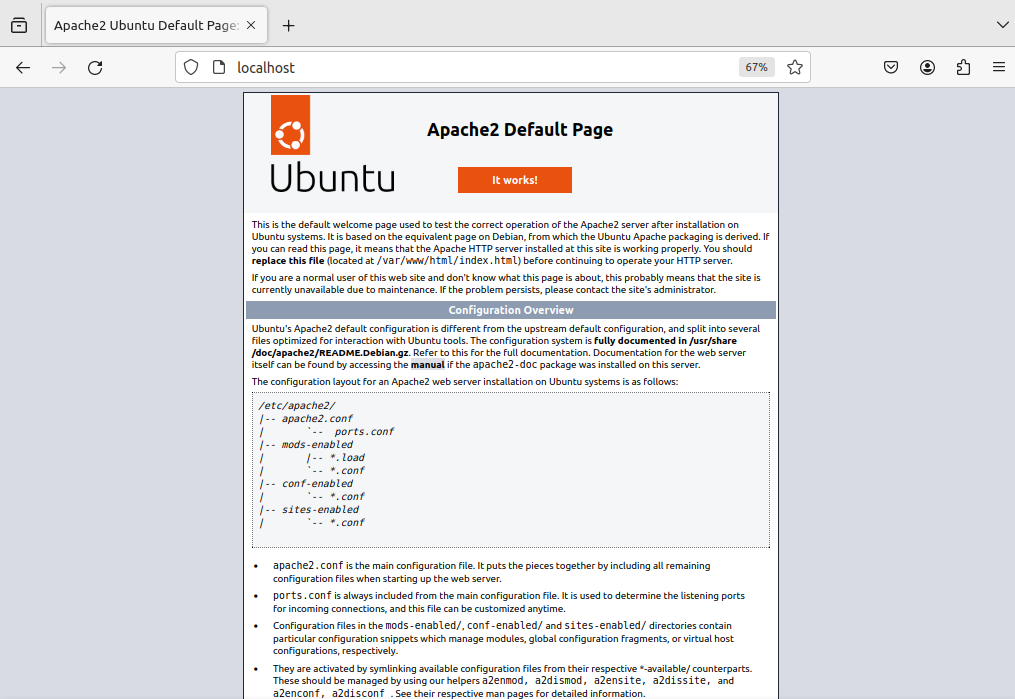 Apache2 Ubuntu Default Page:
localhost
67%
Apache2 Default Page
Ubuntu
It works!
This is the default welcome page used to test the correct operation of the Apache2 server after installation on
Ubuntu systems. It is based on the equivalent page on Debian, from which the Ubuntu Apache packaging is derived. If
you can read this page, it means that the Apache HTTP server installed at this site is working properly. You should
replace this file (located at /var/www/html/index.html) before continuing to operate your HTTP server.
If you are a normal user of this web site and don't know what this page is about, this probably means that the site is
currently unavailable due to maintenance. If the problem persists, please contact the site's administrator.
Configuration Overview
Ubuntu's Apache2 default configuration is different from the upstream default configuration, and split into several
files optimized for interaction with Ubuntu tools. The configuration system is fully documented in /usr/share
/doc/apache2/README.Debian.gz. Refer to this for the full documentation. Documentation for the web server
itself can be found by accessing the manual if the apache2-doc package was installed on this server.
The configuration layout for an Apache2 web server installation on Ubuntu systems is as follows:
/etc/apache2/
|-- apache2.conf
|       `--  ports.conf
|-- mods-enabled
|       |-- *.load
|       `-- *.conf
|-- conf-enabled
|       `-- *.conf
|-- sites-enabled
|       `-- *.conf
• apache2.conf is the main configuration file. It puts the pieces together by including all remaining
configuration files when starting up the web server.
• ports.conf is always included from the main configuration file. It is used to determine the listening ports
for incoming connections, and this file can be customized anytime.
• Configuration files in the mods-enabled/, conf-enabled/ and sites-enabled/ directories contain
particular configuration snippets which manage modules, global configuration fragments, or virtual host
configurations, respectively.
• They are activated by symlinking available configuration files from their respective *-available/ counterparts.
These should be managed by using our helpers a2enmod, a2dismod, a2ensite, a2dissite, and
a2enconf, a2disconf . See their respective man pages for detailed information.